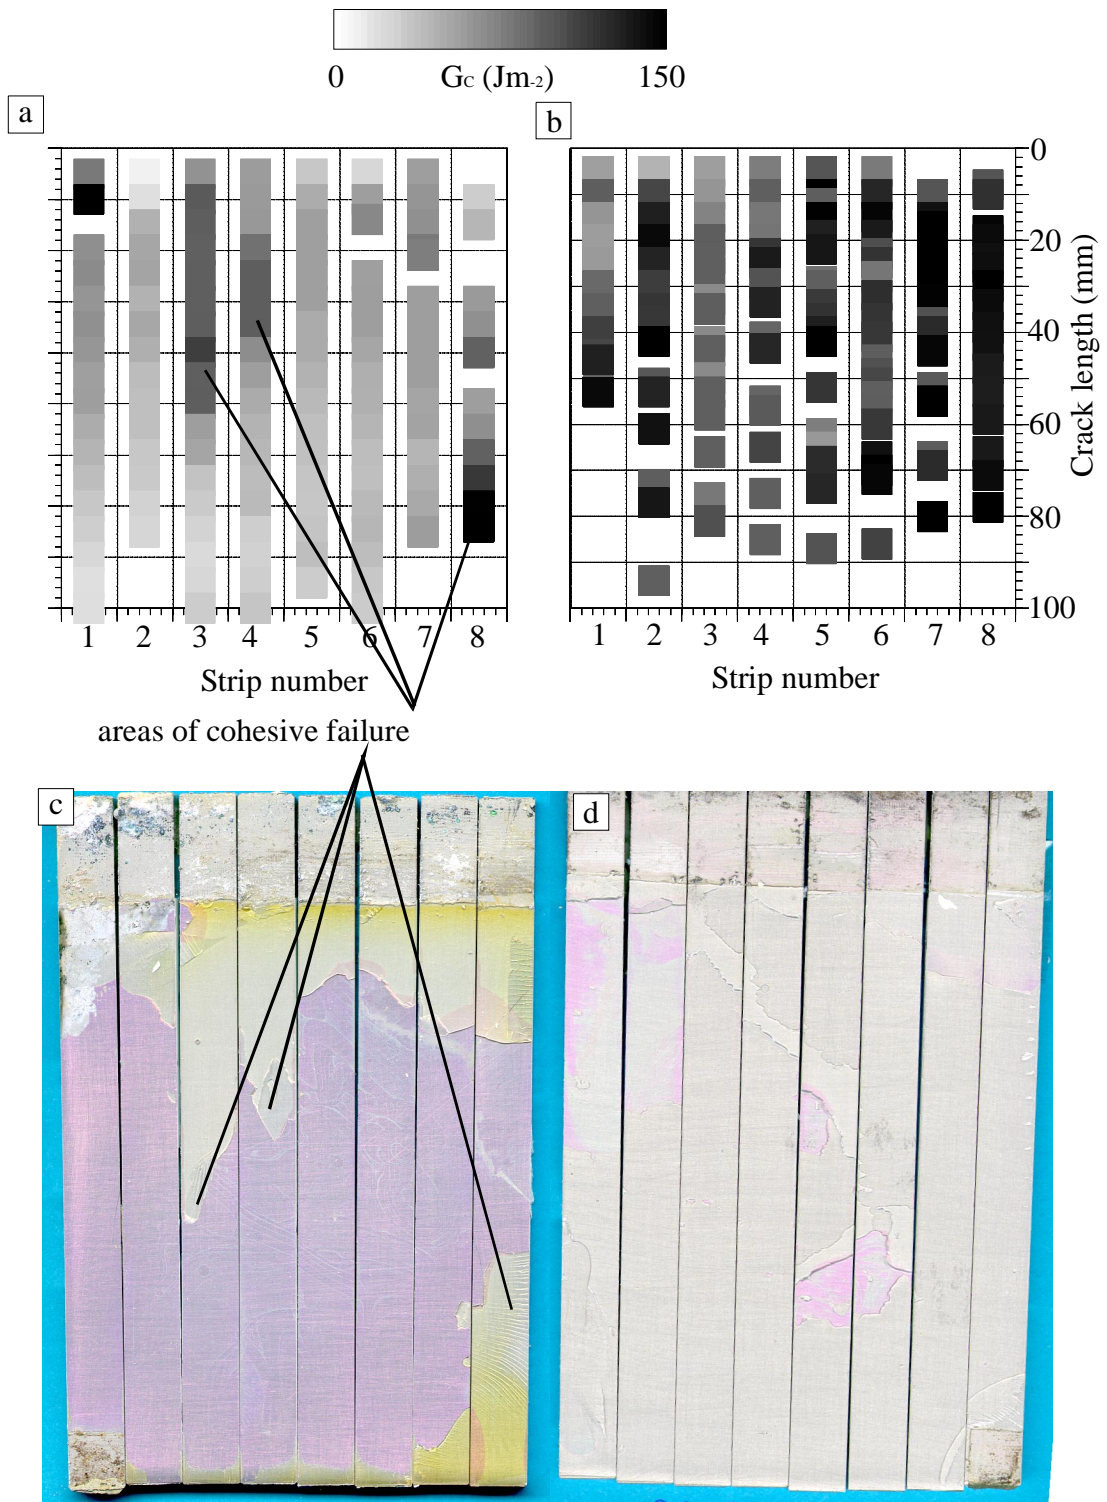 0 GC (Jm-2) 150
a
b
0
20
40
60
80
100
Crack length (mm)
1 2 3 4 5 6 7 8
Strip number
1 2 3 4 5 6 7 8
Strip number
areas of cohesive failure
c
d